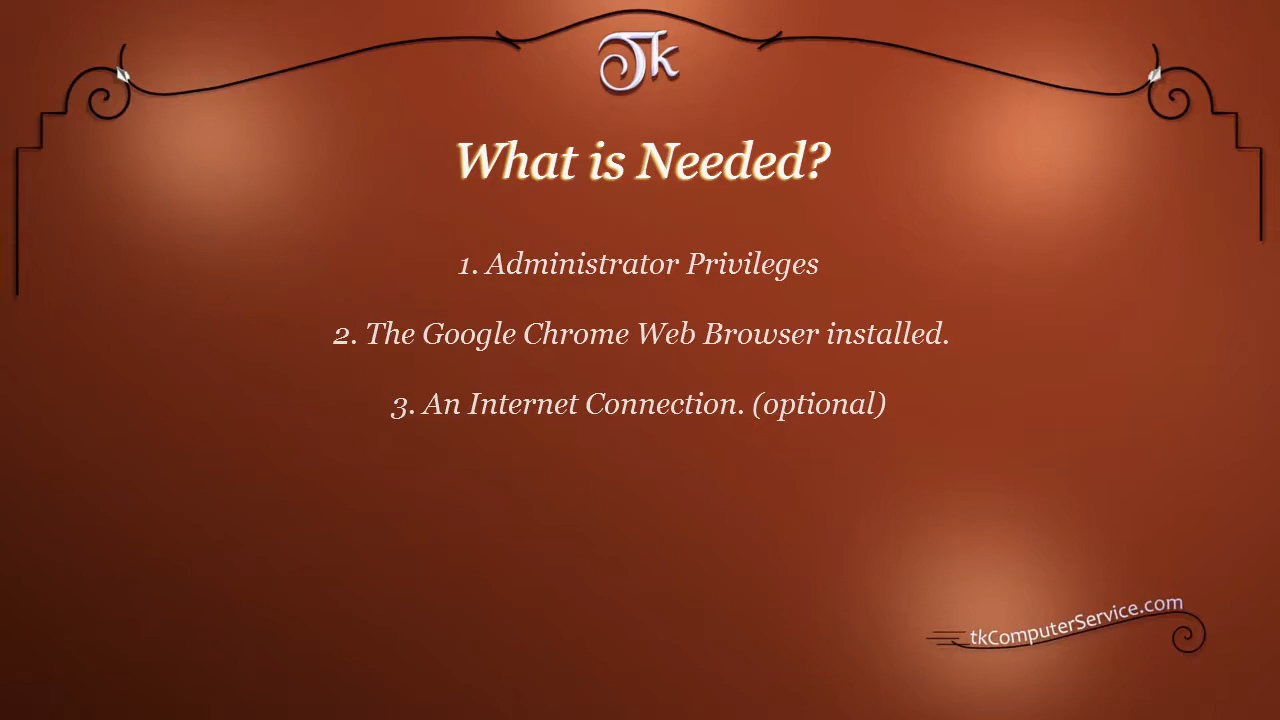 Tk
What is Needed?
1. Administrator Privileges
2. The Google Chrome Web Browser installed.
3. An Internet Connection. (optional)
tkComputerService.com